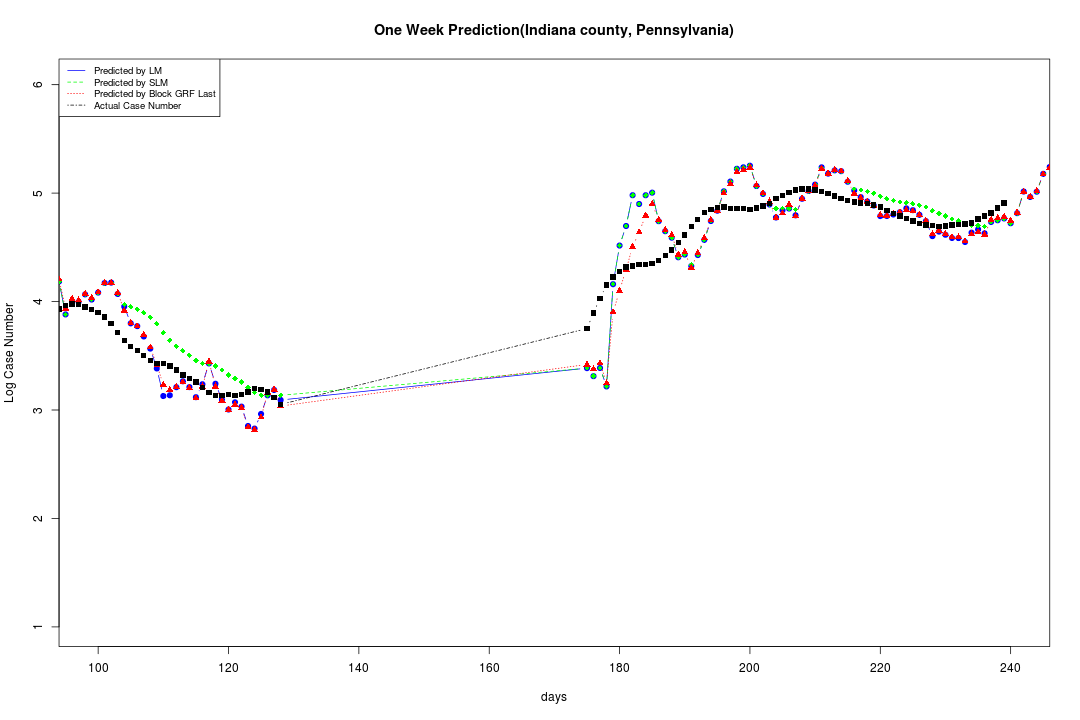 One Week Prediction(Indiana county, Pennsylvania)
Predicted by LM
Predicted by SLM
Predicted by Block GRF Last
Actual Case Number
6
5
4
3
2
1
Log Case Number
100 120 140 160 180 200 220 240
days